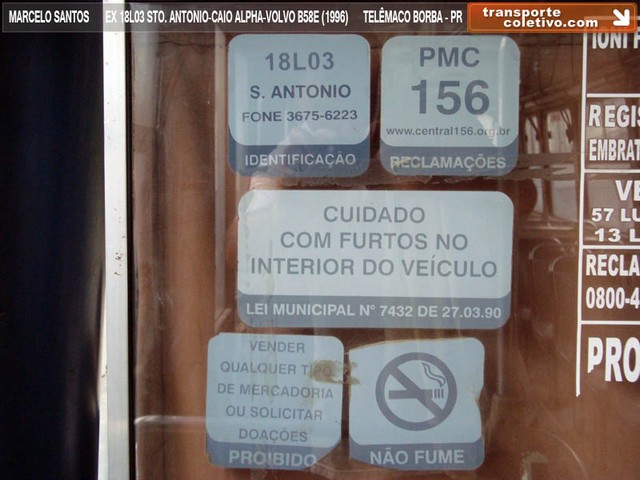 MARCELO SANTOS EX 18L03 STO. ANTONIO-CAIO ALPHA-VOLVO B58E (1996) TELÊMACO BORBA - PR
transporte
coletivo.com
18L03
S. ANTONIO
FONE 3675-6223
IDENTIFICAÇÃO
PMC
156
www.central156.org.br
RECLAMAÇÕES
CUIDADO
COM FURTOS NO
INTERIOR DO VEÍCULO
LEI MUNICIPAL N° 7432 DE 27.03.90
VENDER
QUALQUER TIPO
DE MERCADORIA
OU SOLICITAR
DOAÇÕES
PROIBIDO
NÃO FUME
REGIS
EMBRAT
VE
57 LU
13 L
RECLA
0800-4
PRO